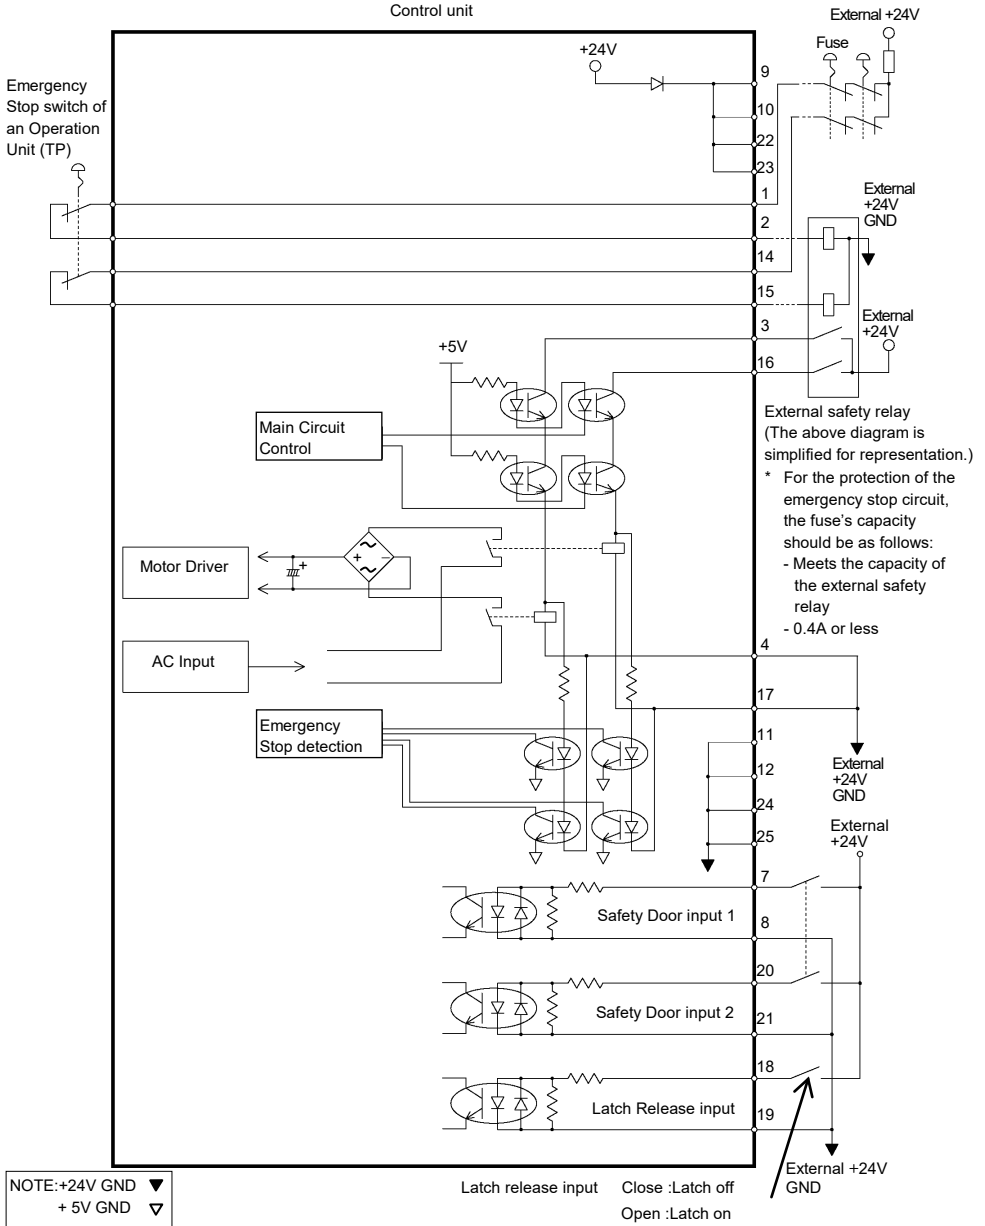 Control unit
External +24V
Fuse
+24V
Emergency
Stop switch of
an Operation
Unit (TP)
9
10
22
23
1
2
14
15
3
16
External
+24V
GND
External
+24V
+5V
Main Circuit
Control
External safety relay
(The above diagram is
simplified for representation.)
* For the protection of the
emergency stop circuit,
the fuse's capacity
should be as follows:
- Meets the capacity of
the external safety
relay
- 0.4A or less
Motor Driver
+ -
+
AC Input
4
17
Emergency
Stop detection
11
12
24
25
External
+24V
GND
External
+24V
7
Safety Door input 1
8
20
Safety Door input 2
21
18
Latch Release input
19
External +24V
GND
NOTE:+24V GND ▼
+ 5V GND ▽
Latch release input Close :Latch off
Open :Latch on